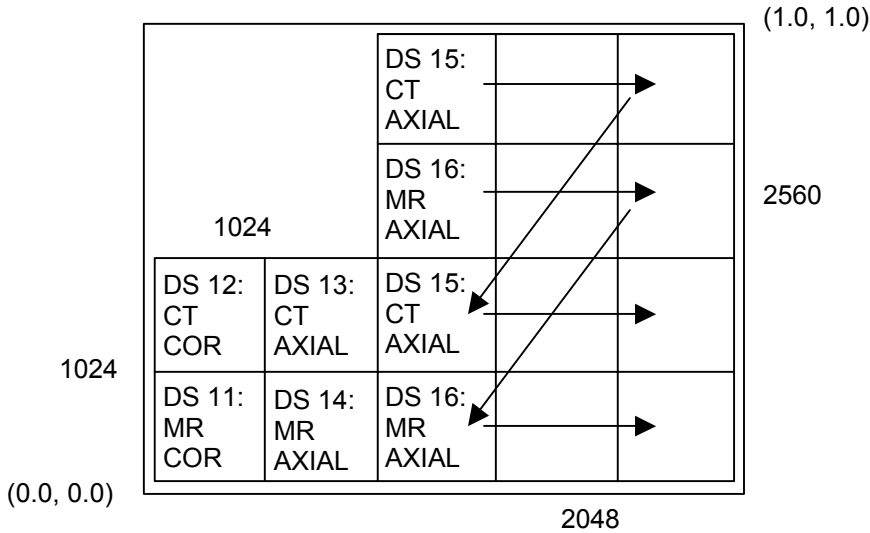 (1.0, 1.0)
DS 15:
CT
AXIAL
DS 16:
MR
AXIAL
2560
1024
DS 12:
CT
COR
DS 13:
CT
AXIAL
DS 15:
CT
AXIAL
1024
DS 11:
MR
COR
DS 14:
MR
AXIAL
DS 16:
MR
AXIAL
(0.0, 0.0)
2048